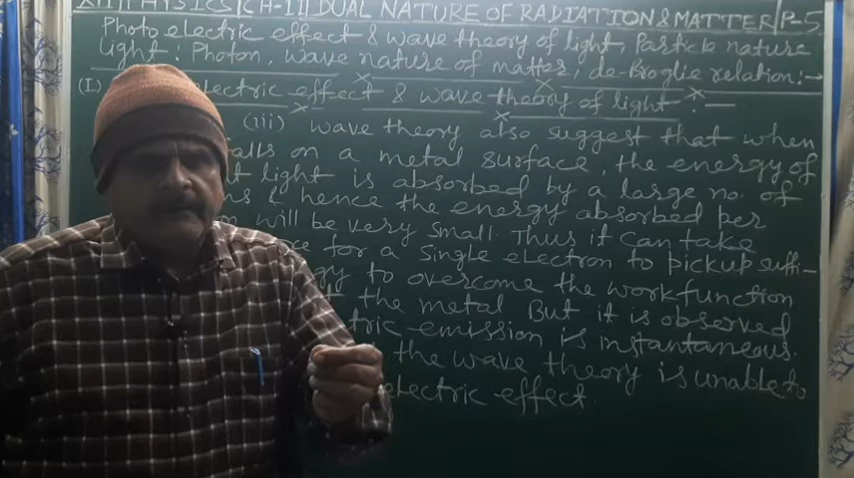 XII PHYSICS CH-11 DUAL NATURE OF RADIATION & MATTER P-5
Photoelectric effect & wave theory of light, Particle nature
Light: Photon, wave nature of matter, de-Broglie relation:→
(I) lectric effect & wave theory of light :—
(iii) wave theory also suggest that when
alls on a metal surface, the energy of
light is absorbed by a large no. of
ns & hence the energy absorbed per
will be very small. Thus it can take
ce for a single electron to pickup suffi-
gy to overcome the work function
the metal But it is observed
tric-emission is instantaneous.
the wave theory is unable to
electric effect.